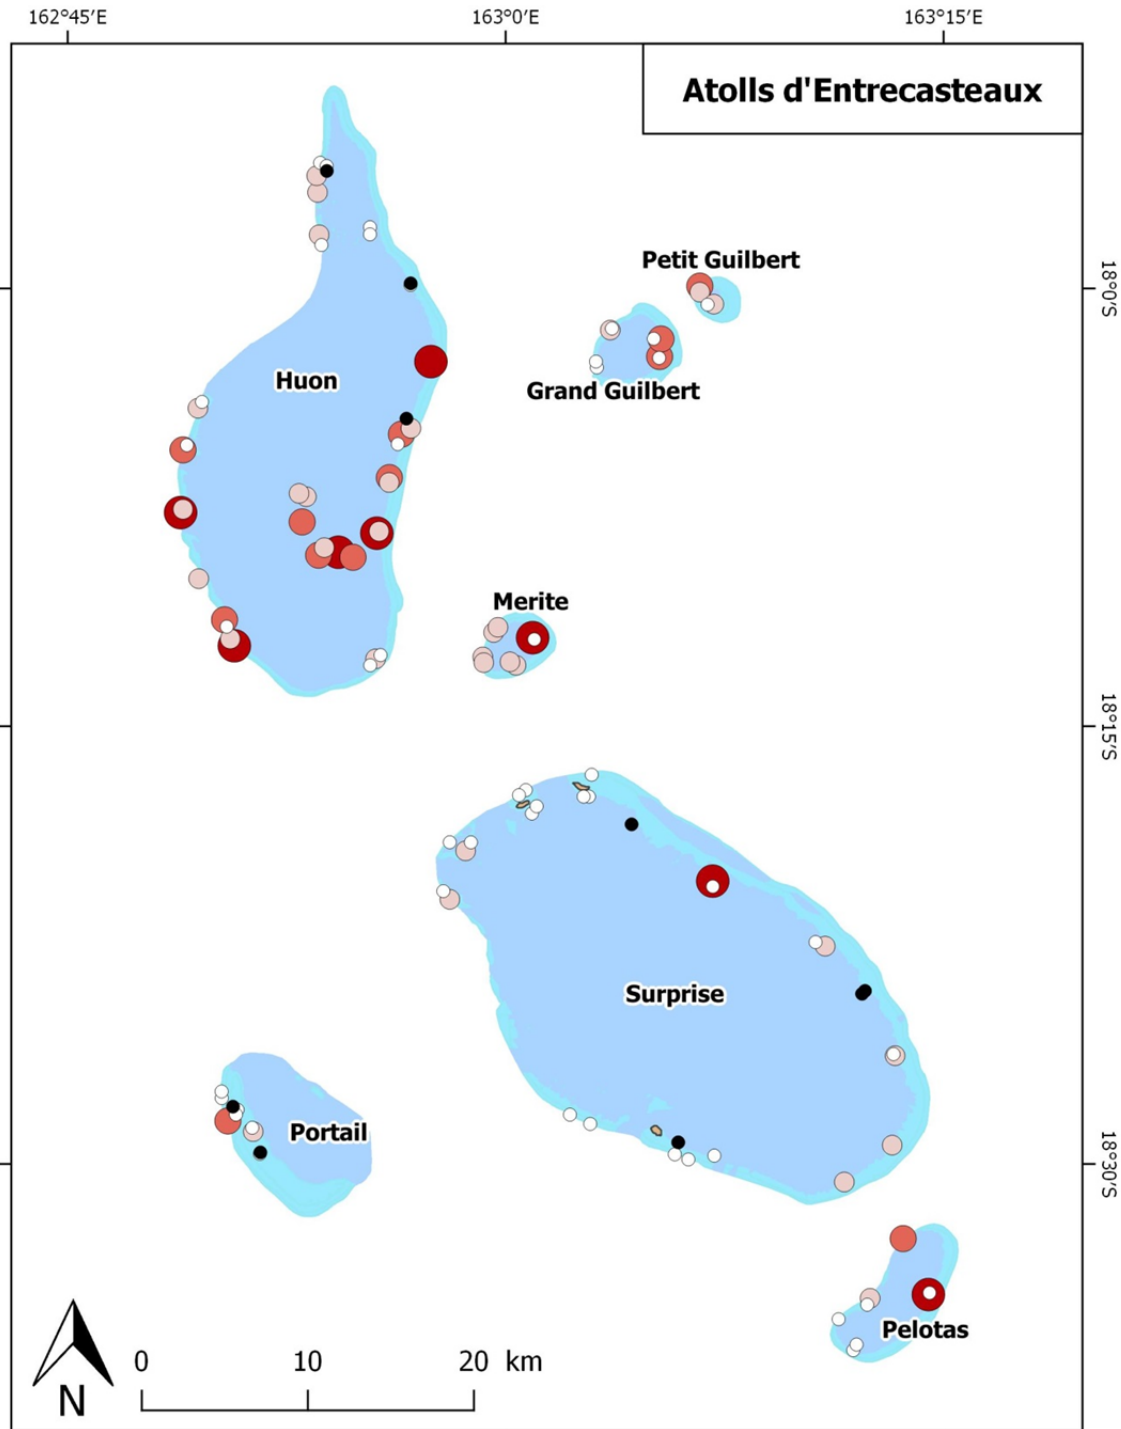 162°45′E 163°0′E 163°15′E
Atolls d'Entrecasteaux
Petit Guilbert
18°0′S
Huon
Grand Guilbert
Merite
18°15′S
Surprise
Portail
18°30′S
Pelotas
0 10 20 km
N